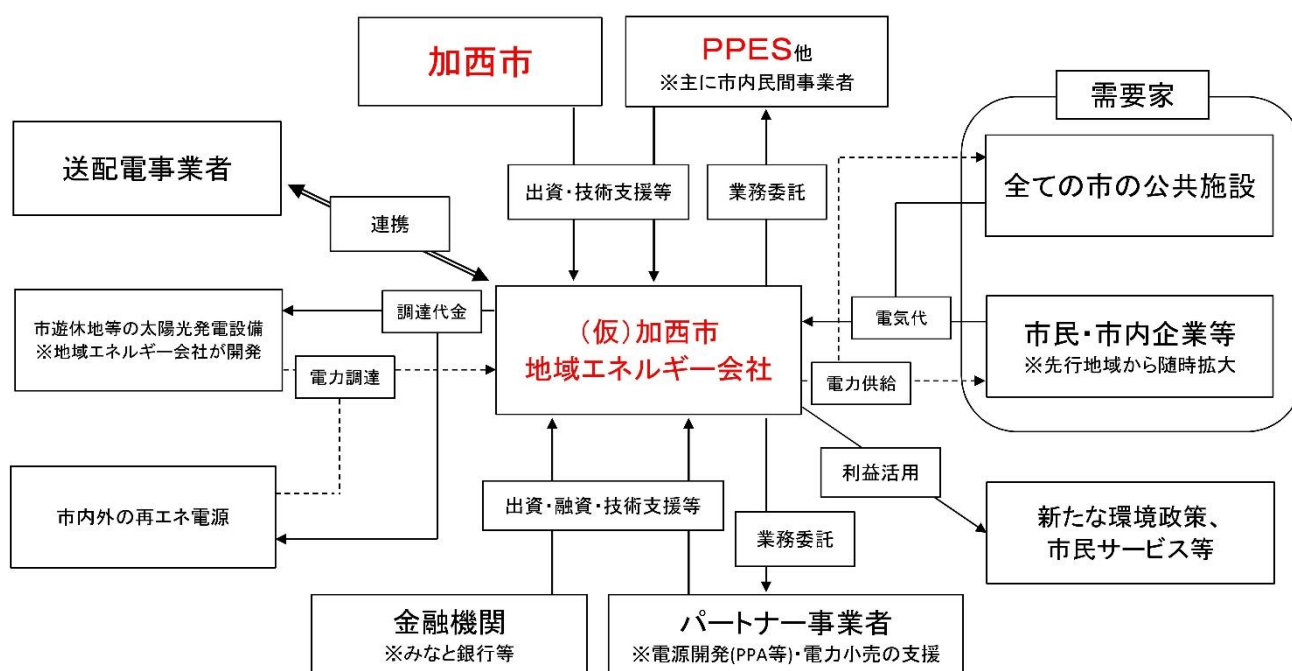 加西市
PPES他
※主に市内民間事業者
需要家
送配電事業者
全ての市の公共施設
出資・技術支援等
業務委託
連携
市遊休地等の太陽光発電設備
※地域エネルギー会社が開発
調達代金
(仮)加西市
地域エネルギー会社
電気代
市民・市内企業等
※先行地域から随時拡大
電力調達
電力供給
利益活用
市内外の再エネ電源
出資・融資・技術支援等
業務委託
新たな環境政策、
市民サービス等
金融機関
※みなと銀行等
パートナー事業者
※電源開発(PPA等)・電力小売の支援